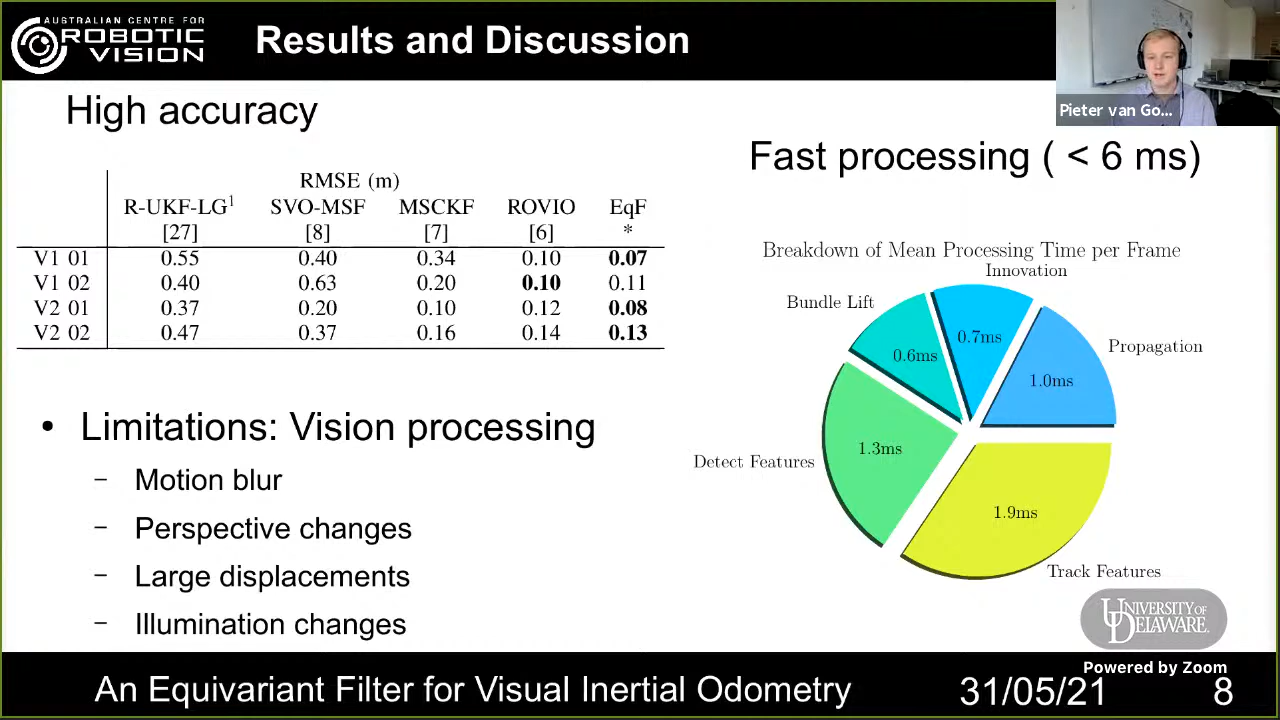 AUSTRALIAN CENTRE FOR
ROBOTIC
VISION
Results and Discussion
Pieter van Go...
High accuracy
Fast processing ( < 6 ms)
RMSE (m)
R-UKF-LG1 SVO-MSF MSCKF ROVIO EqF
[27] [8] [7] [6] *
V1 01 0.55 0.40 0.34 0.10 0.07
V1 02 0.40 0.63 0.20 0.10 0.11
V2 01 0.37 0.20 0.10 0.12 0.08
V2 02 0.47 0.37 0.16 0.14 0.13
Breakdown of Mean Processing Time per Frame
Innovation
Bundle Lift
0.7ms
Propagation
0.6ms
1.0ms
1.3ms
Detect Features
1.9ms
Track Features
• Limitations: Vision processing
– Motion blur
– Perspective changes
– Large displacements
– Illumination changes
UNIVERSITY OF
DELAWARE.
Powered by Zoom
An Equivariant Filter for Visual Inertial Odometry 31/05/21 8